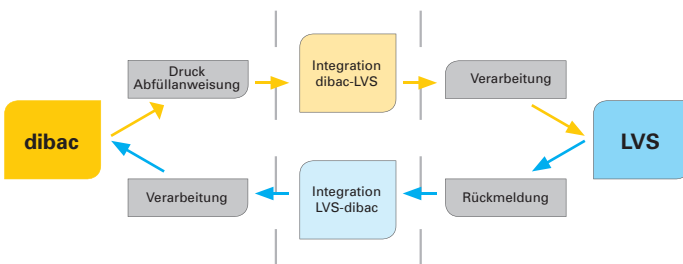 Druck
Abfüllanweisung
Integration
dibac-LVS
Verarbeitung
dibac
LVS
Verarbeitung
Integration
LVS-dibac
Rückmeldung